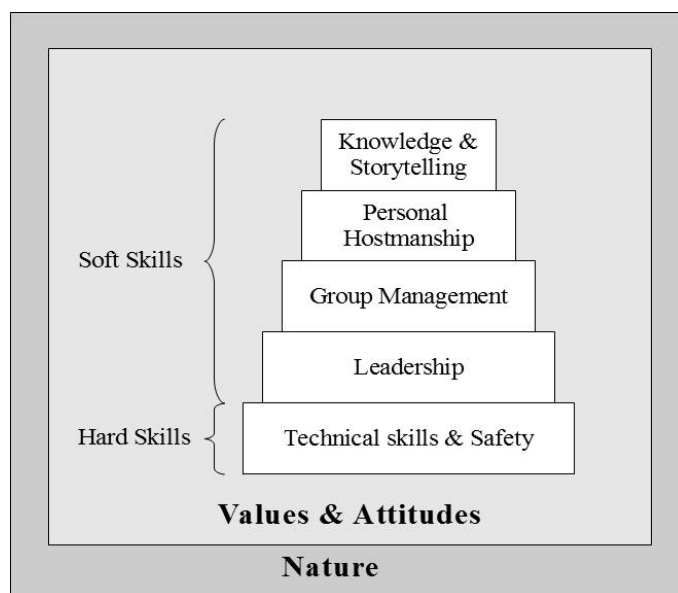 Knowledge &
Storytelling
Personal
Hostmanship
Soft Skills
Group Management
Leadership
Hard Skills
Technical skills & Safety
Values & Attitudes
Nature